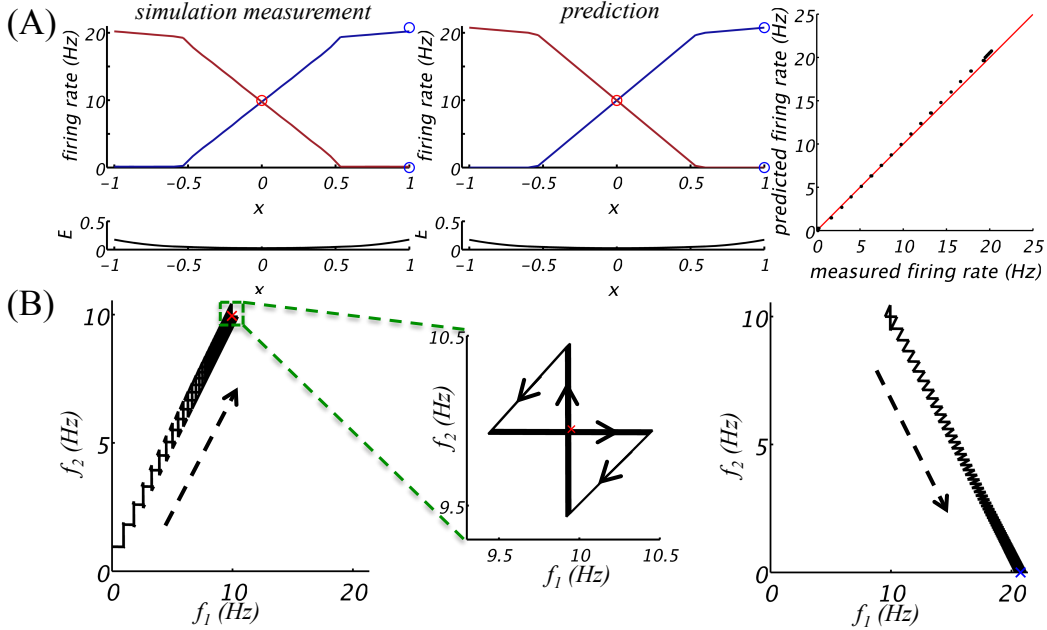 (A)
simulation measurement
prediction
firing rate (Hz)
20
10
0
−1
−0.5
0
0.5
1
x
E
0.5
0
−1
−0.5
0
0.5
1
x
firing rate (Hz)
20
10
0
−1
−0.5
0
0.5
1
x
E
0.5
0
−1
−0.5
0
0.5
1
x
predicted firing rate (Hz)
25
20
15
10
5
0
0
5
10
15
20
25
measured firing rate (Hz)
(B)
f2 (Hz)
10
5
0
0
10
20
f1 (Hz)
f2 (Hz)
10.5
9.5
9.5
10
10.5
f1 (Hz)
f2 (Hz)
10
5
0
0
10
20
f1 (Hz)